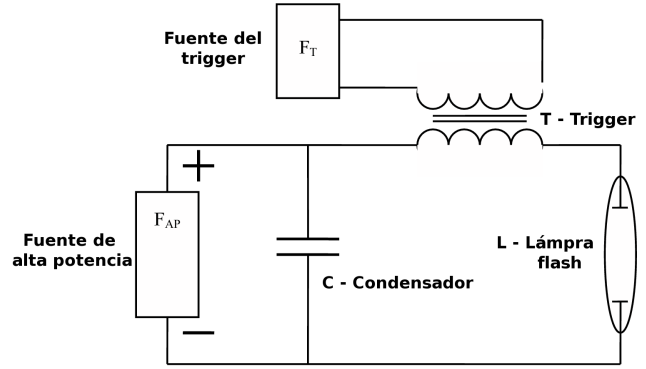 Fuente del
trigger
F_T
T - Trigger
+
F_AP
Fuente de
alta potencia
L - Lámpra
flash
C - Condensador
−